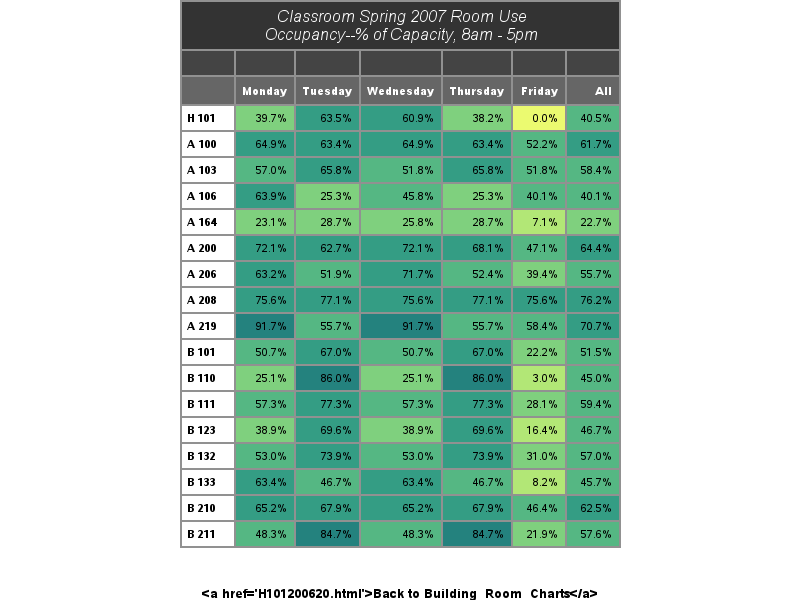 Classroom Spring 2007 Room Use
Occupancy--% of Capacity, 8am - 5pm
Monday Tuesday Wednesday Thursday Friday All
H 101 39.7% 63.5% 60.9% 38.2% 0.0% 40.5%
A 100 64.9% 63.4% 64.9% 63.4% 52.2% 61.7%
A 103 57.0% 65.8% 51.8% 65.8% 51.8% 58.4%
A 106 63.9% 25.3% 45.8% 25.3% 40.1% 40.1%
A 164 23.1% 28.7% 25.8% 28.7% 7.1% 22.7%
A 200 72.1% 62.7% 72.1% 68.1% 47.1% 64.4%
A 206 63.2% 51.9% 71.7% 52.4% 39.4% 55.7%
A 208 75.6% 77.1% 75.6% 77.1% 75.6% 76.2%
A 219 91.7% 55.7% 91.7% 55.7% 58.4% 70.7%
B 101 50.7% 67.0% 50.7% 67.0% 22.2% 51.5%
B 110 25.1% 86.0% 25.1% 86.0% 3.0% 45.0%
B 111 57.3% 77.3% 57.3% 77.3% 28.1% 59.4%
B 123 38.9% 69.6% 38.9% 69.6% 16.4% 46.7%
B 132 53.0% 73.9% 53.0% 73.9% 31.0% 57.0%
B 133 63.4% 46.7% 63.4% 46.7% 8.2% 45.7%
B 210 65.2% 67.9% 65.2% 67.9% 46.4% 62.5%
B 211 48.3% 84.7% 48.3% 84.7% 21.9% 57.6%
<a href='H101200620.html'>Back to Building_Room_Charts</a>